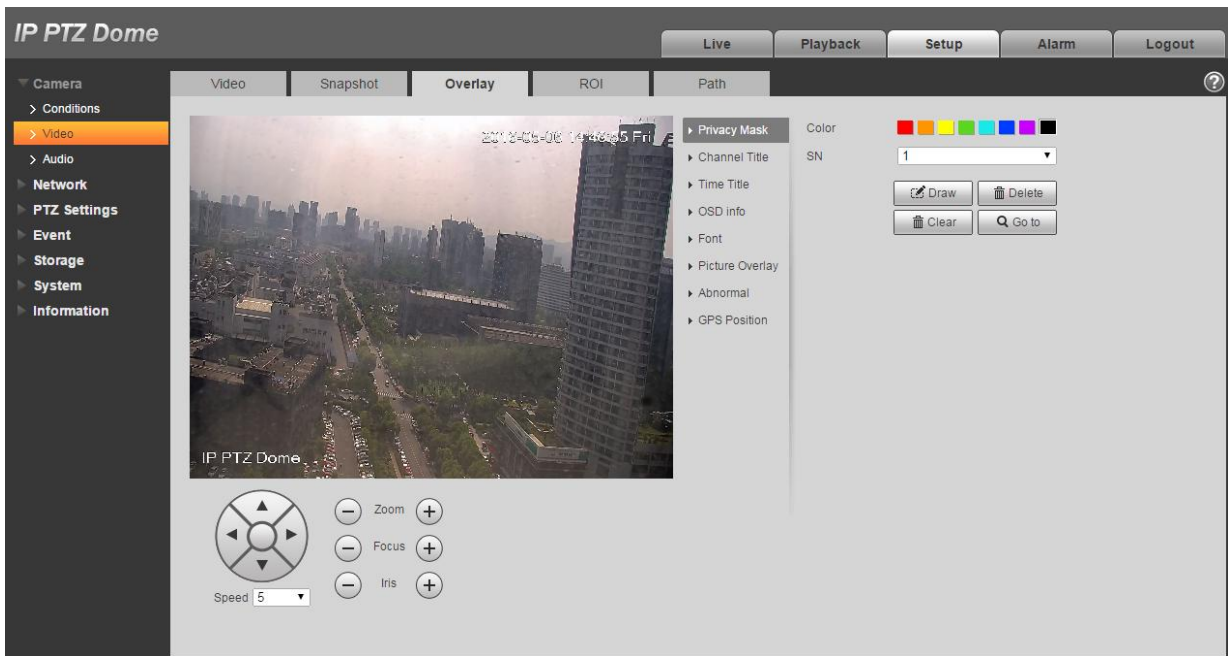 IP PTZ Dome
Live
Playback
Setup
Alarm
Logout
Camera
Conditions
Video
Audio
Network
PTZ Settings
Event
Storage
System
Information
Video
Snapshot
Overlay
ROI
Path
Fri
IP PTZ Dome
Zoom
Focus
Iris
Speed 5
Privacy Mask
Channel Title
Time Title
OSD info
Font
Picture Overlay
Abnormal
GPS Position
Color
SN 1
Draw
Delete
Clear
Go to